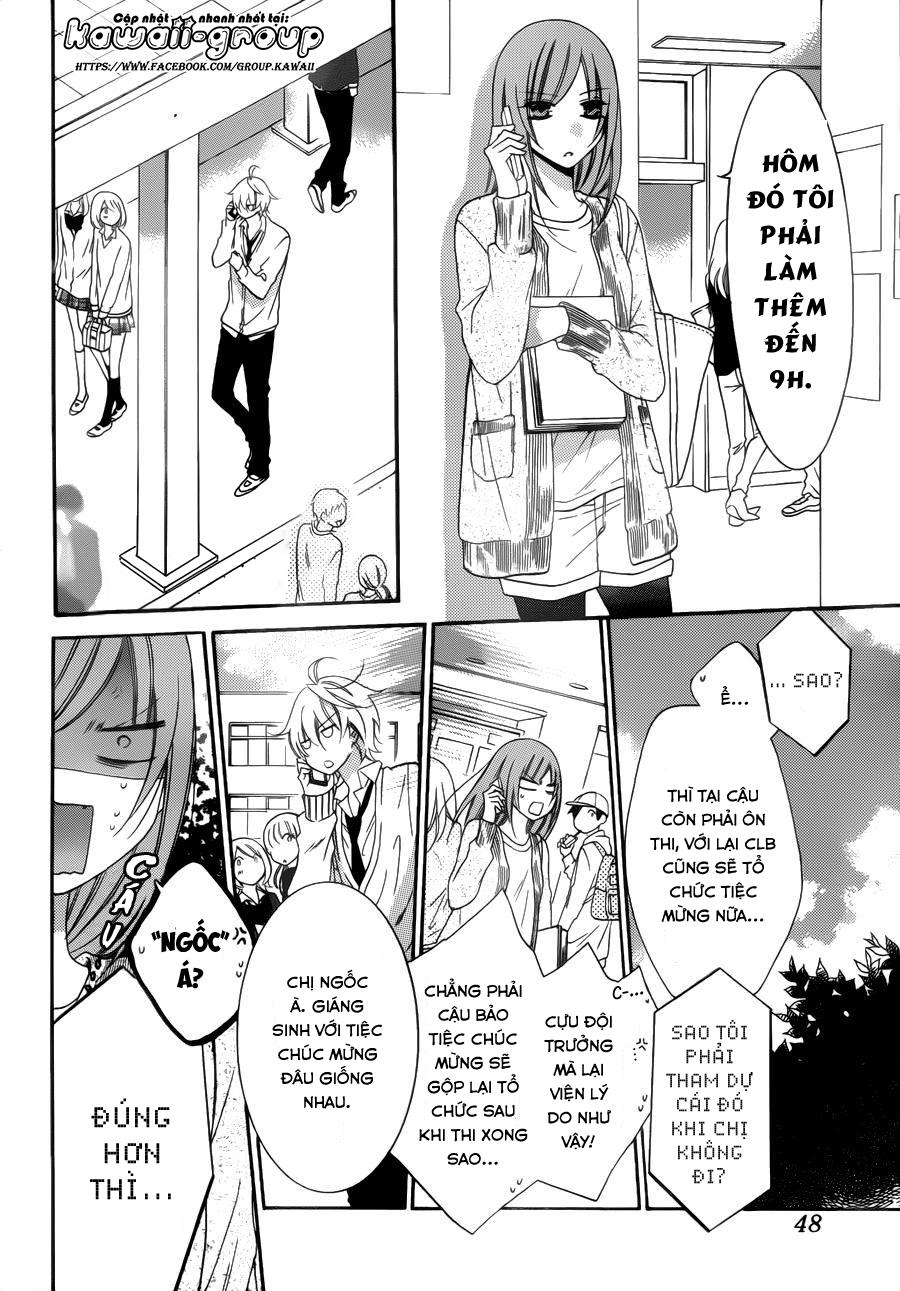 Cập nhật nhanh nhất tại:
Kawaii-group
HTTPS://WWW.FACEBOOK.COM/GROUP.KAWAII
HÔM
ĐÓ TÔI
PHẢI
LÀM
THÊM
ĐẾN
9H.
... SAO?
Ể...
THÌ TẠI CẬU
CÒN PHẢI ÔN
THI, VỚI LẠI CLB
CŨNG SẼ TỔ
CHỨC TIỆC
MỪNG NỮA...
SAO TÔI
PHẢI
THAM DỰ
CÁI ĐÓ
KHI CHỊ
KHÔNG
ĐI?
C-...
CỰU ĐỘI
TRƯỞNG
MÀ LẠI
VIỆN LÝ
DO NHƯ
VẬY!
CHẲNG PHẢI
CẬU BẢO
TIỆC CHÚC
MỪNG SẼ
GỘP LẠI TỔ
CHỨC SAU
KHI THI XONG
SAO...
CHỊ NGỐC
À. GIÁNG
SINH VỚI TIỆC
CHÚC MỪNG
ĐÂU GIỐNG
NHAU.
"NGỐC"
Á?
CÁU
ĐÚNG
HƠN
THÌ...
48